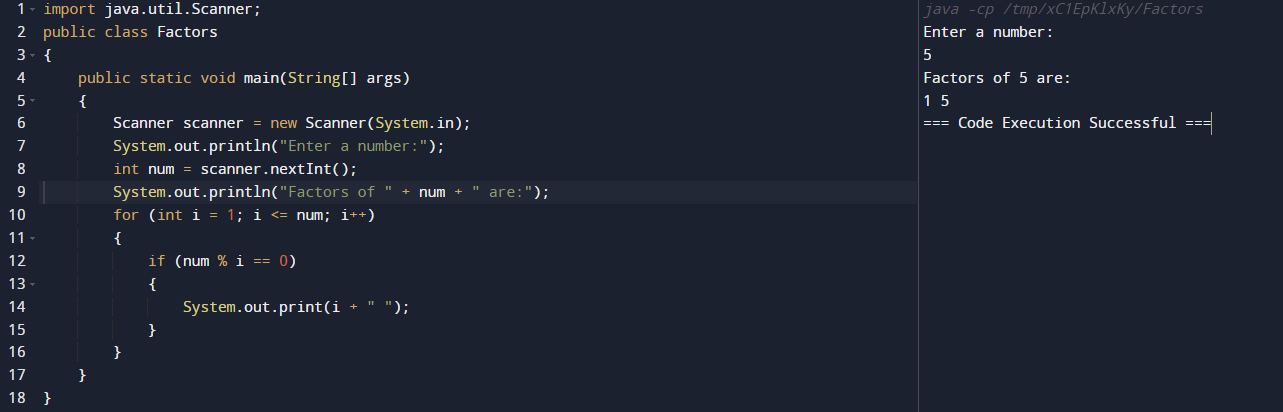 1 import java.util.Scanner;
2 public class Factors
3 {
4     public static void main(String[] args)
5     {
6         Scanner scanner = new Scanner(System.in);
7         System.out.println("Enter a number:");
8         int num = scanner.nextInt();
9         System.out.println("Factors of " + num + " are:");
10         for (int i = 1; i <= num; i++)
11         {
12             if (num % i == 0)
13             {
14                 System.out.print(i + " ");
15             }
16         }
17     }
18 }
java -cp /tmp/xC1EpKlxKy/Factors
Enter a number:
5
Factors of 5 are:
1 5
=== Code Execution Successful ===